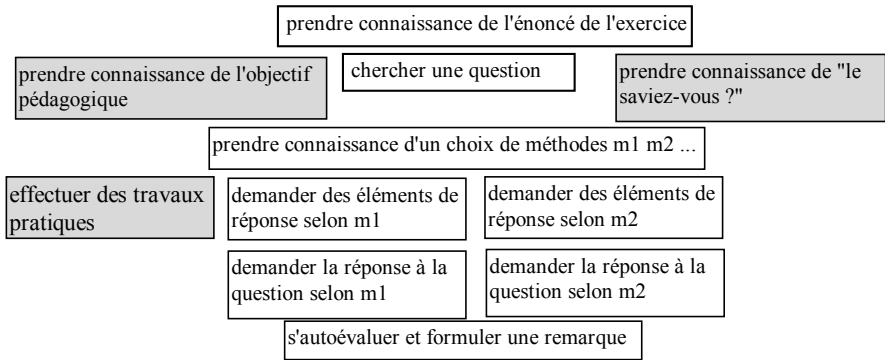 prendre connaissance de l'énoncé de l'exercice
prendre connaissance de l'objectif
pédagogique
chercher une question
prendre connaissance de "le
saviez-vous ?"
prendre connaissance d'un choix de méthodes m1 m2 ...
effectuer des travaux
pratiques
demander des éléments de
réponse selon m1
demander des éléments de
réponse selon m2
demander la réponse à la
question selon m1
demander la réponse à la
question selon m2
s'autoévaluer et formuler une remarque